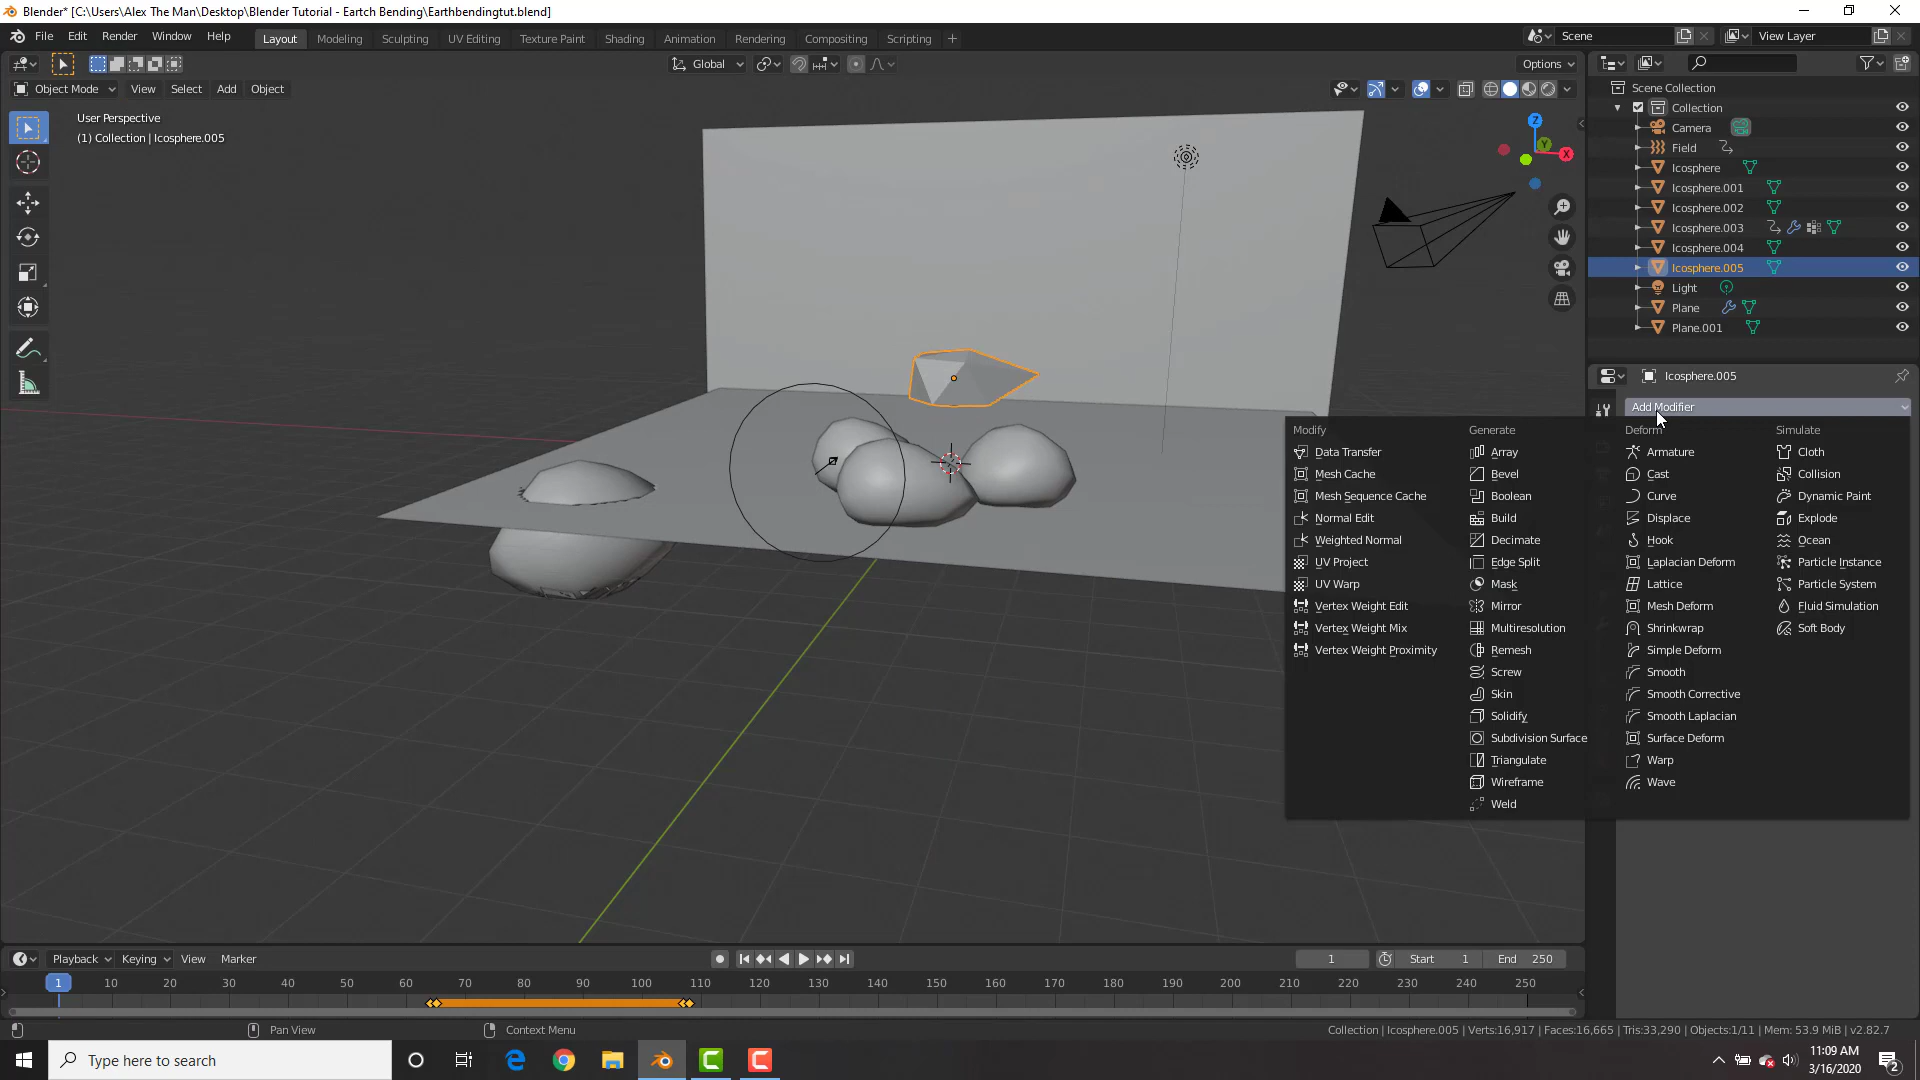 Blender* [C:\Users\Alex The Man\Desktop\Blender Tutorial - Eartch Bending\Earthbendingtut.blend]
File Edit Render Window Help Layout Modeling Sculpting UV Editing Texture Paint Shading Animation Rendering Compositing Scripting + Scene View Layer
Global Options
Object Mode View Select Add Object
User Perspective
(1) Collection | Icosphere.005
Z
Y
X
Scene Collection
Collection
Camera
Field
Icosphere
Icosphere.001
Icosphere.002
Icosphere.003
Icosphere.004
Icosphere.005
Light
Plane
Plane.001
Icosphere.005
Add Modifier
Modify
Data Transfer
Mesh Cache
Mesh Sequence Cache
Normal Edit
Weighted Normal
UV Project
UV Warp
Vertex Weight Edit
Vertex Weight Mix
Vertex Weight Proximity
Generate
Array
Bevel
Boolean
Build
Decimate
Edge Split
Mask
Mirror
Multiresolution
Remesh
Screw
Skin
Solidify
Subdivision Surface
Triangulate
Wireframe
Weld
Deform
Armature
Cast
Curve
Displace
Hook
Laplacian Deform
Lattice
Mesh Deform
Shrinkwrap
Simple Deform
Smooth
Smooth Corrective
Smooth Laplacian
Surface Deform
Warp
Wave
Simulate
Cloth
Collision
Dynamic Paint
Explode
Ocean
Particle Instance
Particle System
Fluid Simulation
Soft Body
Playback Keying View Marker 1 Start 1 End 250
1 10 20 30 40 50 60 70 80 90 100 110 120 130 140 150 160 170 180 190 200 210 220 230 240 250
Pan View Context Menu Collection | Icosphere.005 | Verts:16,917 | Faces:16,665 | Tris:33,290 | Objects:1/11 | Mem: 53.9 MiB | v2.82.7
Type here to search
11:09 AM
3/16/2020
2